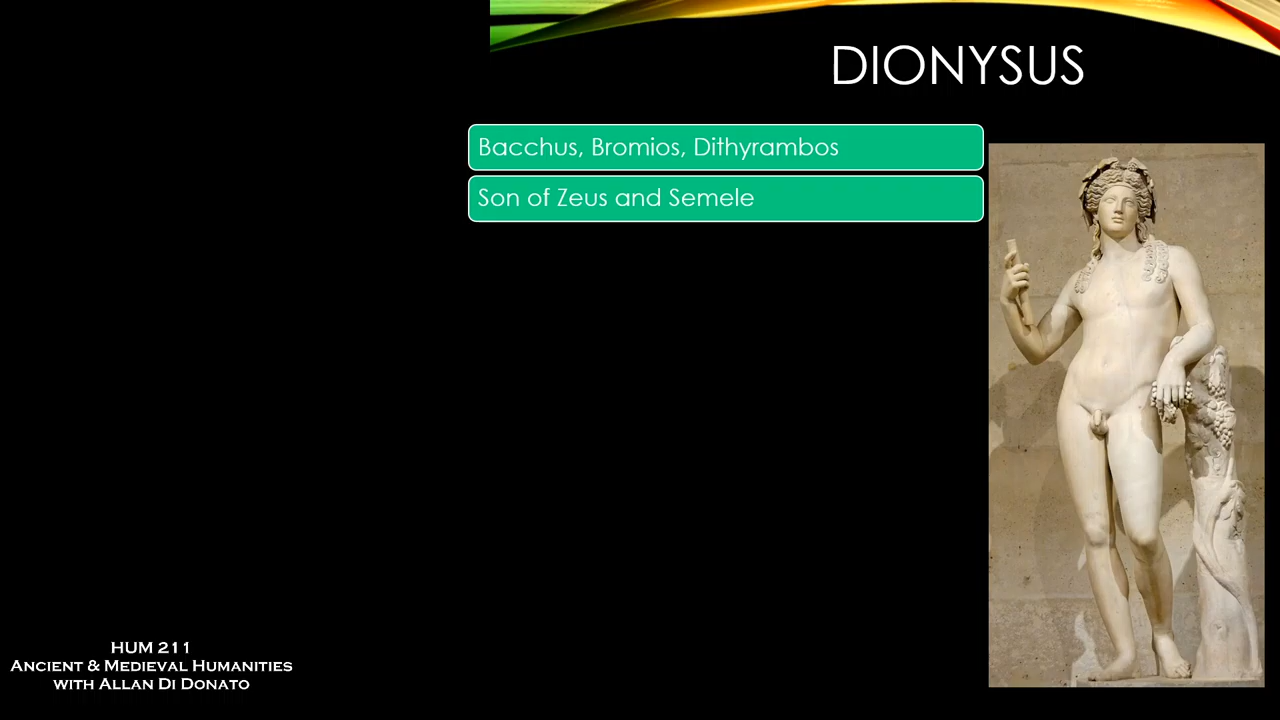 DIONYSUS
Bacchus, Bromios, Dithyrambos
Son of Zeus and Semele
HUM 211
Ancient & Medieval Humanities
with Allan Di Donato